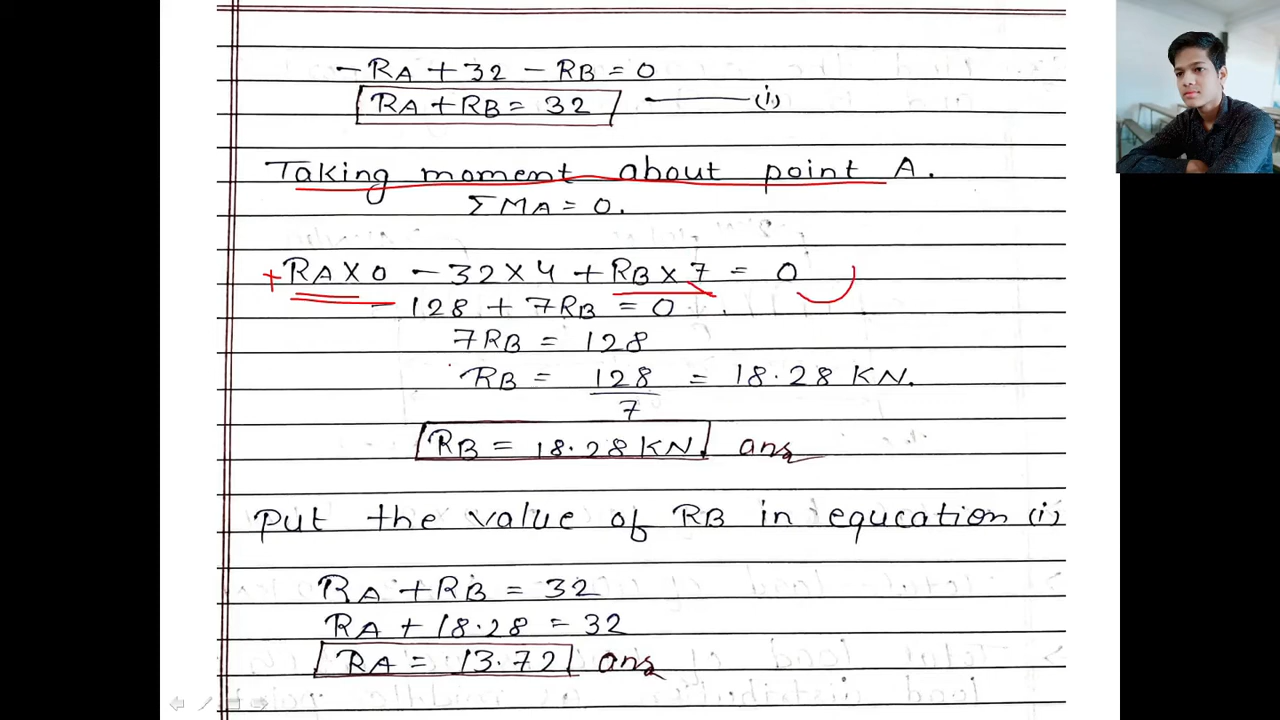 -RA + 32 - RB = 0
RA + RB = 32 ——— (i)
Taking moment about point A.
ΣMA = 0.
+RA × 0 - 32 × 4 + RB × 7 = 0
- 128 + 7RB = 0
7RB = 128
RB = 128/7 = 18.28 KN.
RB = 18.28 KN. ans
Put the value of RB in equcation (i)
RA + RB = 32
RA + 18.28 = 32
RA = 13.72 ans